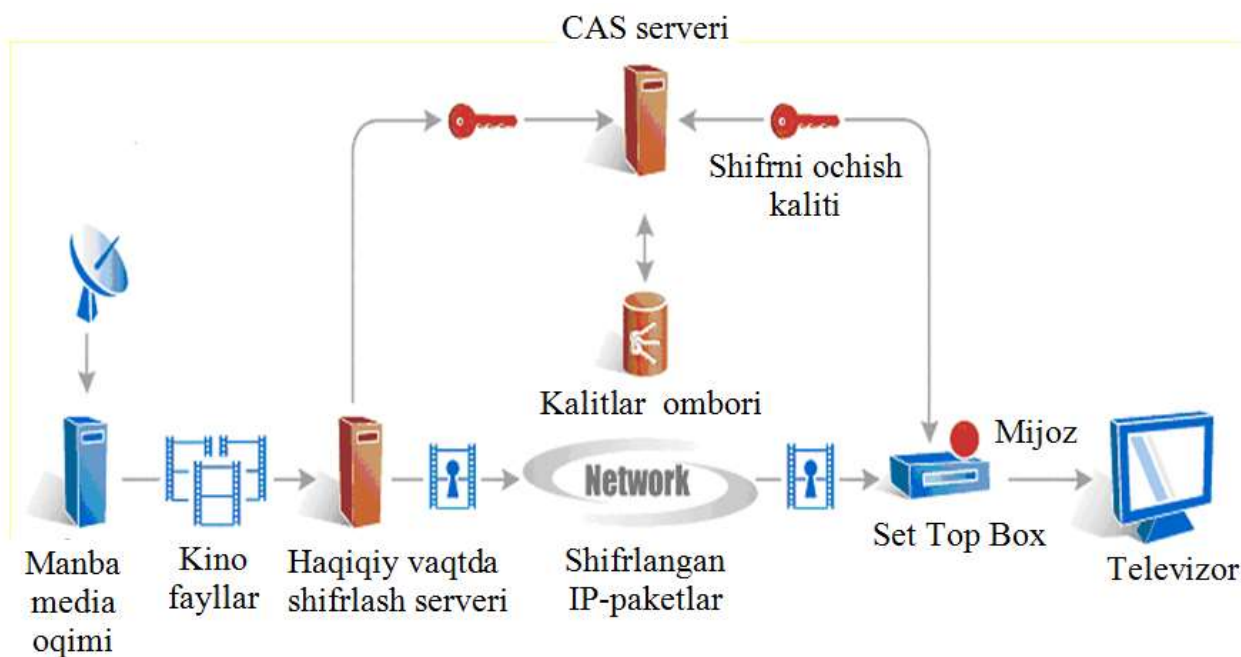 CAS serveri
Shifrni ochish
kaliti
Kalitlar ombori
Mijoz
Network
Set Top Box
Televizor
Manba
media
oqimi
Kino
fayllar
Haqiqiy vaqtda
shifrlash serveri
Shifrlangan
IP-paketlar